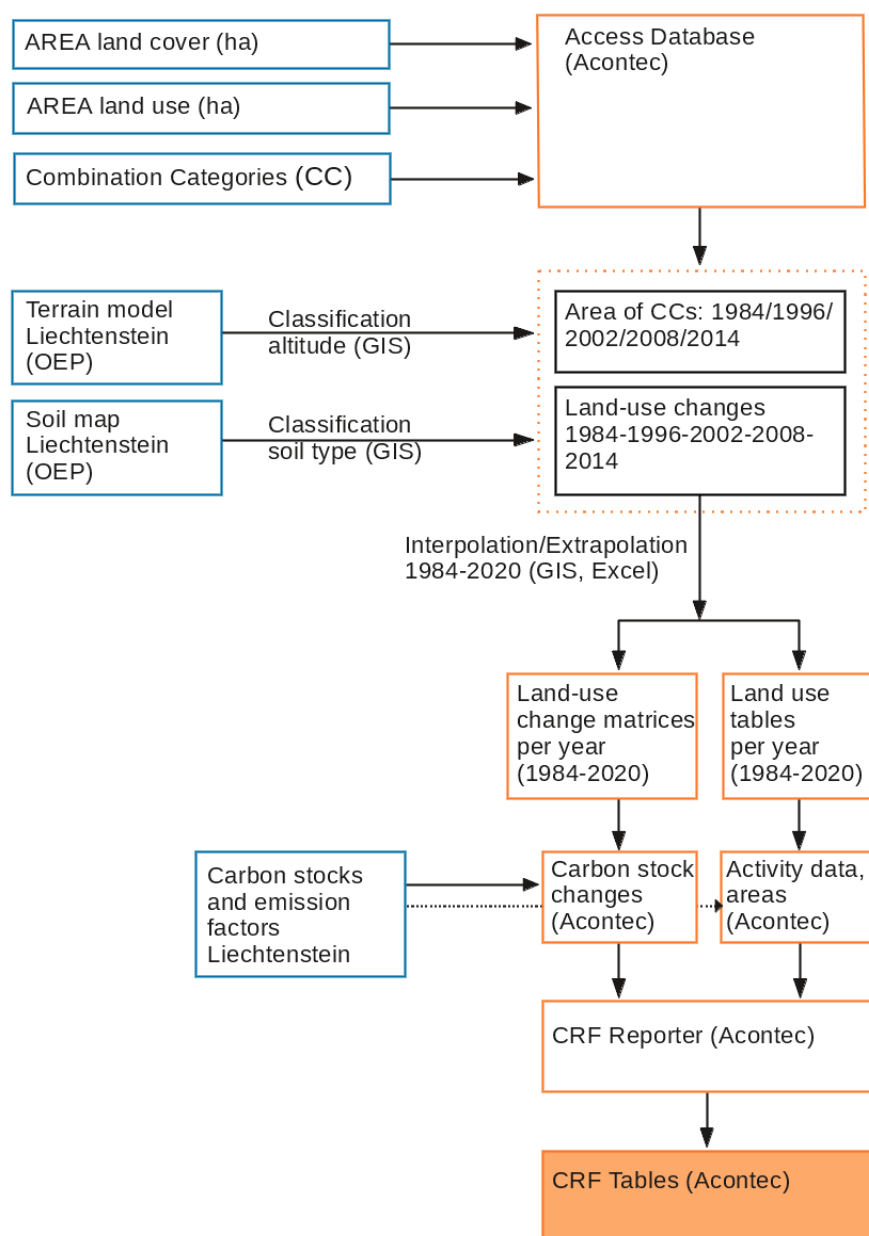 AREA land cover (ha)
Access Database
(Acontec)
AREA land use (ha)
Combination Categories (CC)
Terrain model
Liechtenstein
(OEP)
Classification
altitude (GIS)
Area of CCs: 1984/1996/
2002/2008/2014
Soil map
Liechtenstein
(OEP)
Classification
soil type (GIS)
Land-use changes
1984-1996-2002-2008-
2014
Interpolation/Extrapolation
1984-2020 (GIS, Excel)
Land-use
change matrices
per year
(1984-2020)
Land use
tables
per year
(1984-2020)
Carbon stocks
and emission
factors
Liechtenstein
Carbon stock
changes
(Acontec)
Activity data,
areas
(Acontec)
CRF Reporter (Acontec)
CRF Tables (Acontec)